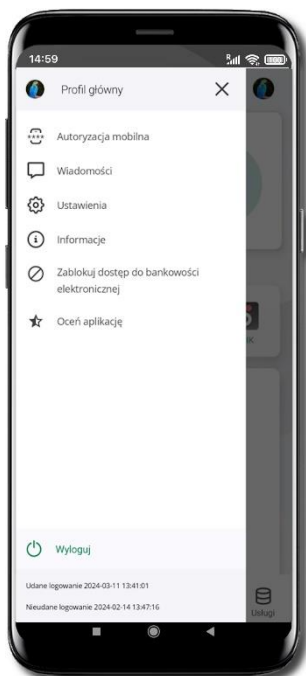 14:59
Profil główny
Autoryzacja mobilna
Wiadomości
Ustawienia
Informacje
Zablokuj dostęp do bankowości
elektronicznej
Oceń aplikację
Wyloguj
Udane logowanie 2024-03-11 13:41:01
Nieudane logowanie 2024-02-14 13:47:16
Usługi